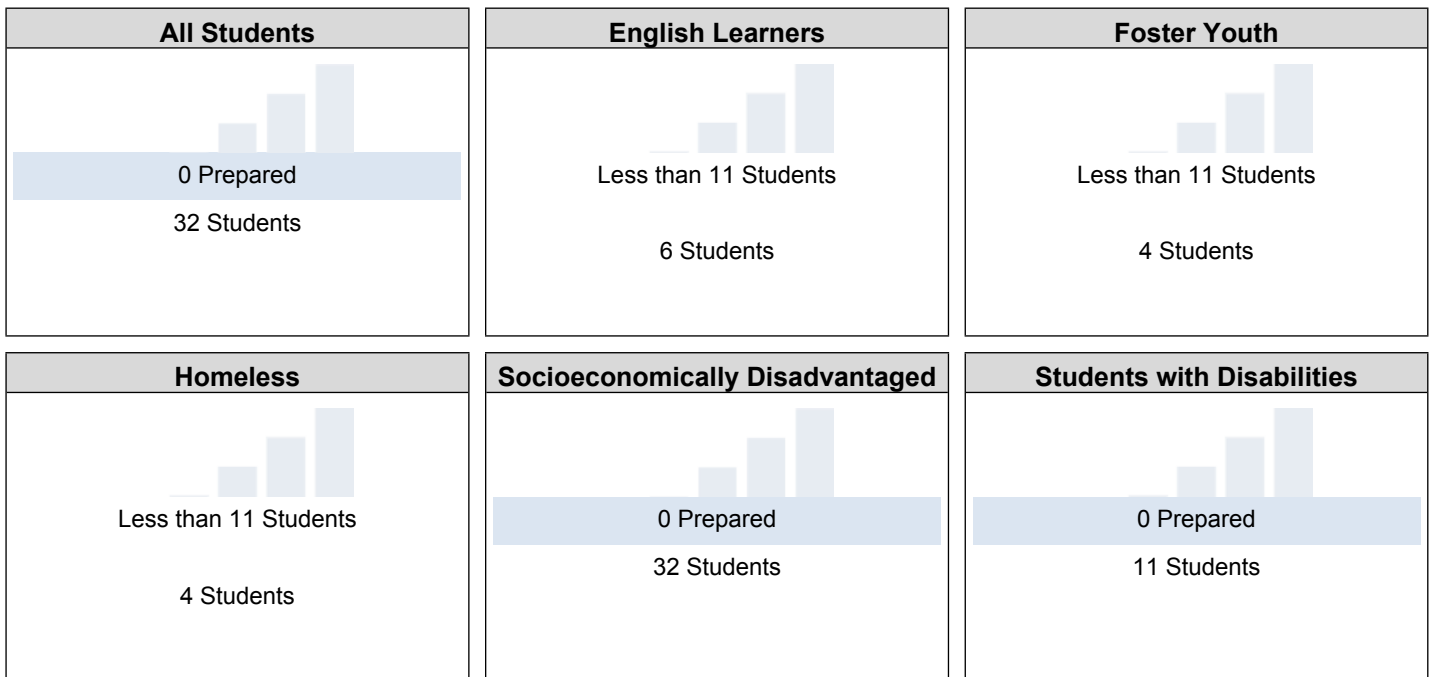 All Students
0 Prepared
32 Students
English Learners
Less than 11 Students
6 Students
Foster Youth
Less than 11 Students
4 Students
Homeless
Less than 11 Students
4 Students
Socioeconomically Disadvantaged
0 Prepared
32 Students
Students with Disabilities
0 Prepared
11 Students